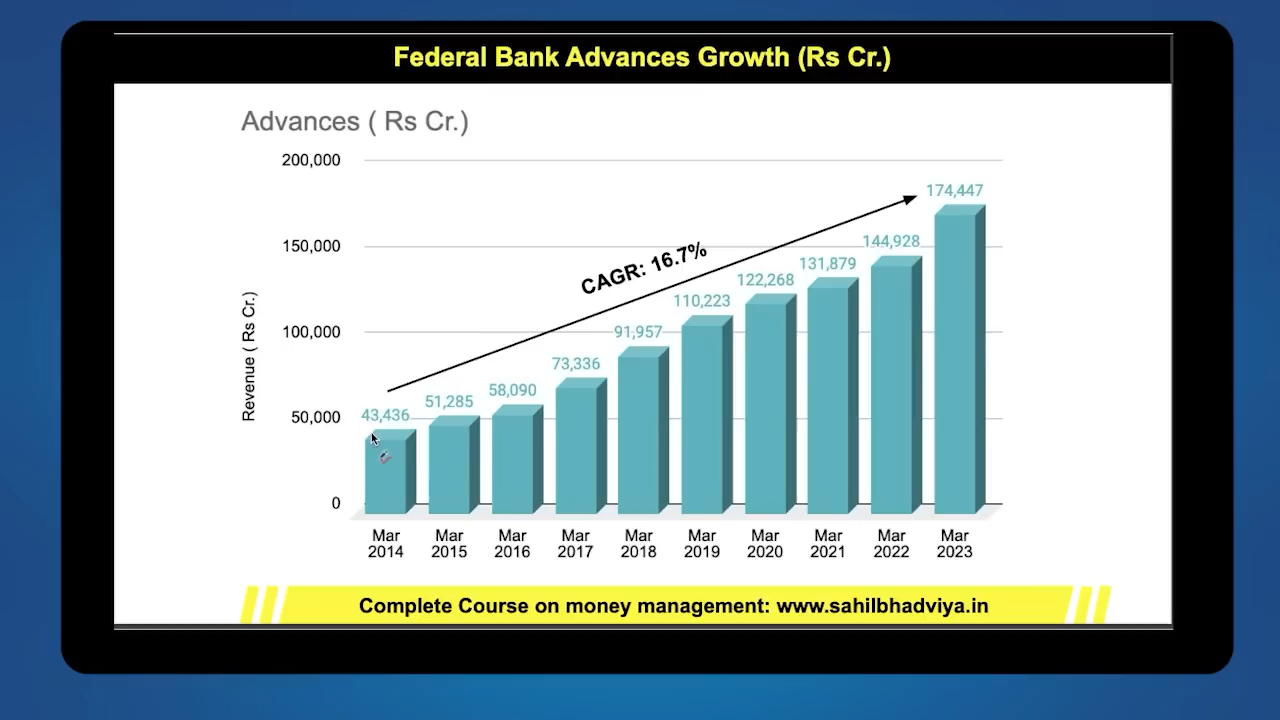 Federal Bank Advances Growth (Rs Cr.)
Advances ( Rs Cr.)
200,000
150,000
100,000
50,000
0
Revenue ( Rs Cr.)
CAGR: 16.7%
43,436
51,285
58,090
73,336
91,957
110,223
122,268
131,879
144,928
174,447
Mar 2014
Mar 2015
Mar 2016
Mar 2017
Mar 2018
Mar 2019
Mar 2020
Mar 2021
Mar 2022
Mar 2023
Complete Course on money management: www.sahilbhadviya.in